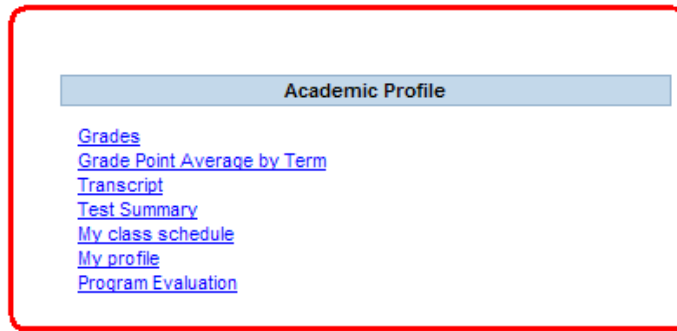 Academic Profile
Grades
Grade Point Average by Term
Transcript
Test Summary
My class schedule
My profile
Program Evaluation